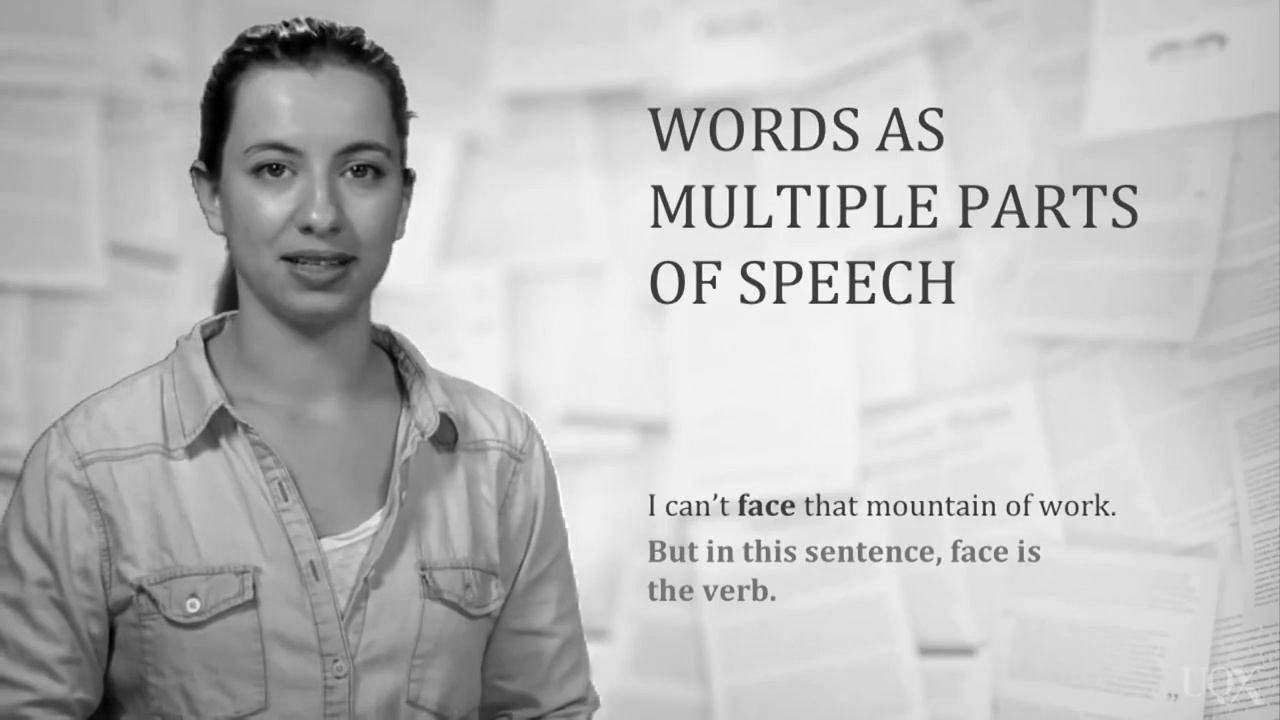 WORDS AS
MULTIPLE PARTS
OF SPEECH
I can’t face that mountain of work.
But in this sentence, face is
the verb.
UQX